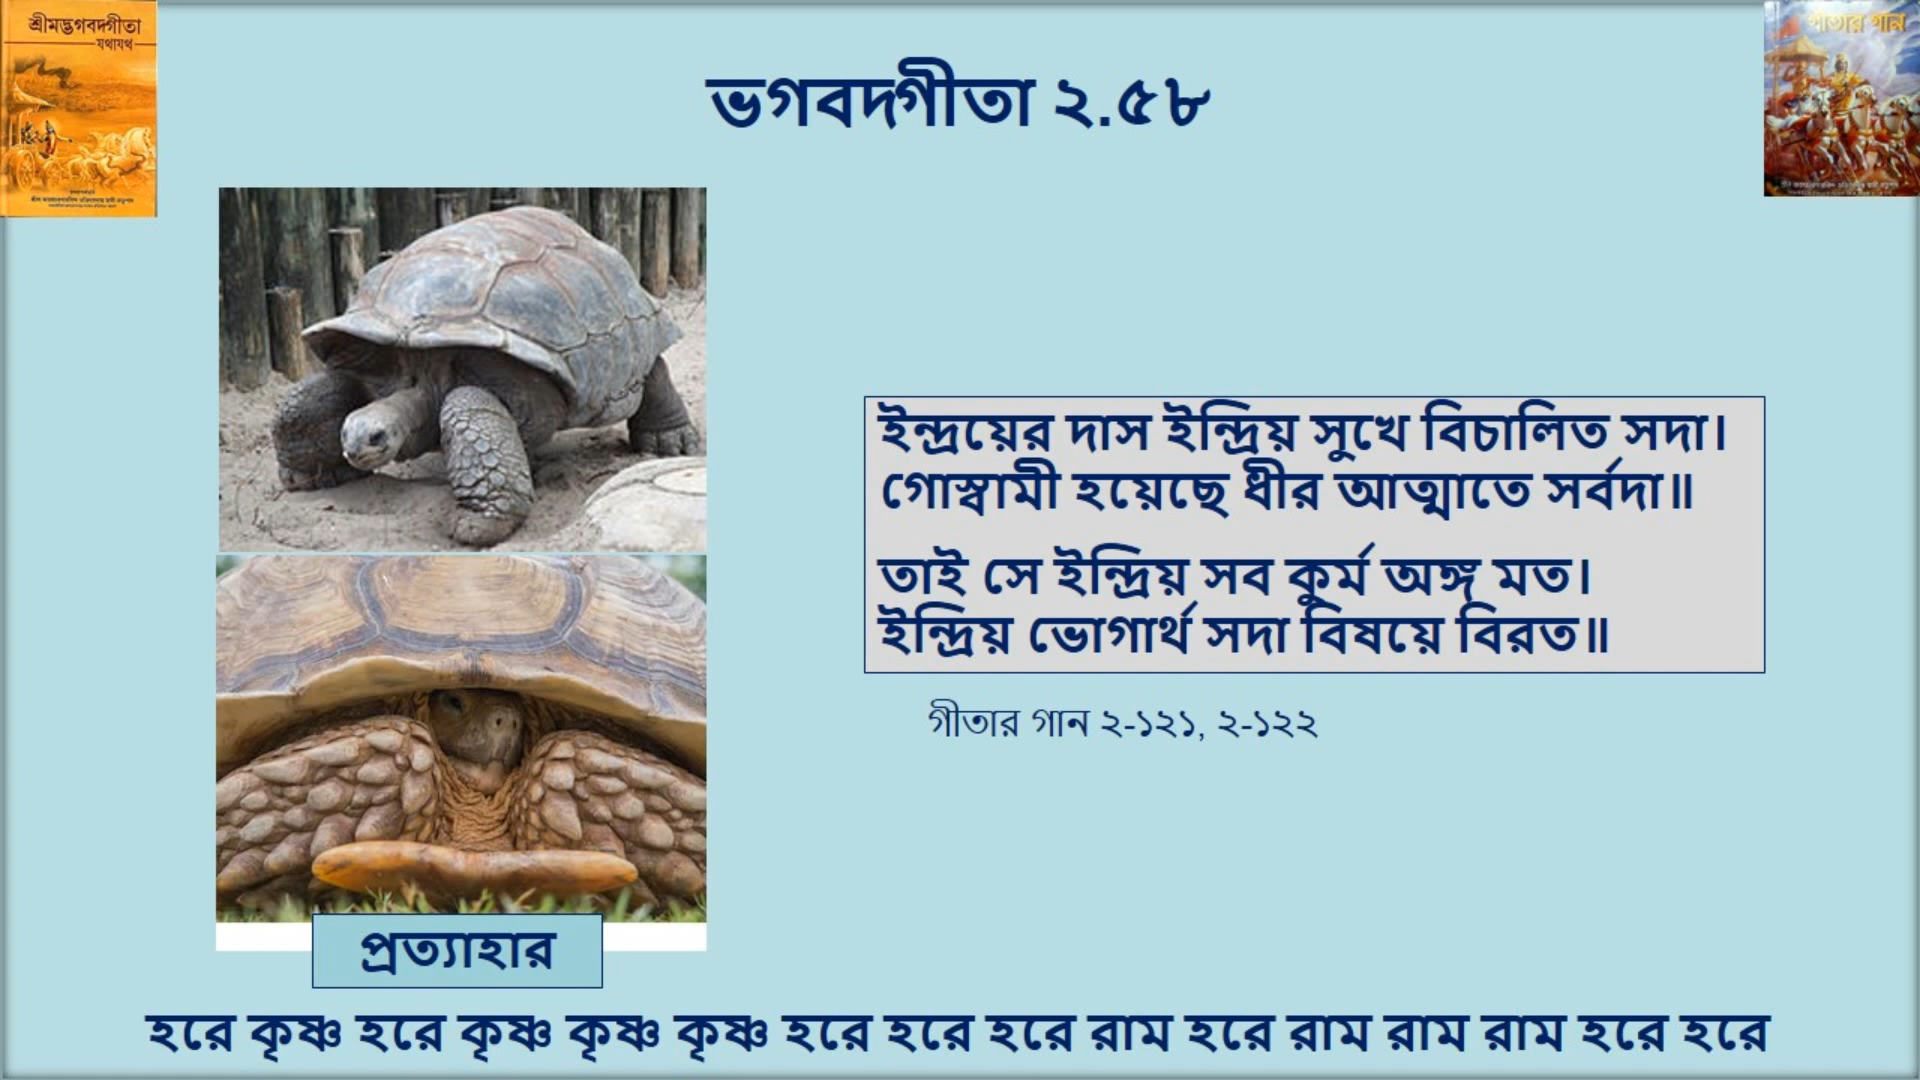 শ্রীমদ্ভগবদ্গীতা
যথাযথ
গীতার গান
ভগবদ্গীতা ২.৫৮
ইন্দ্রয়ের দাস ইন্দ্রিয় সুখে বিচালিত সদা।
গোস্বামী হয়েছে ধীর আত্মাতে সর্বদা॥
তাই সে ইন্দ্রিয় সব কুর্ম অঙ্গ মত।
ইন্দ্রিয় ভোগার্থ সদা বিষয়ে বিরত॥
গীতার গান ২-১২১, ২-১২২
প্রত্যাহার
হরে কৃষ্ণ হরে কৃষ্ণ কৃষ্ণ কৃষ্ণ হরে হরে হরে রাম হরে রাম রাম রাম হরে হরে